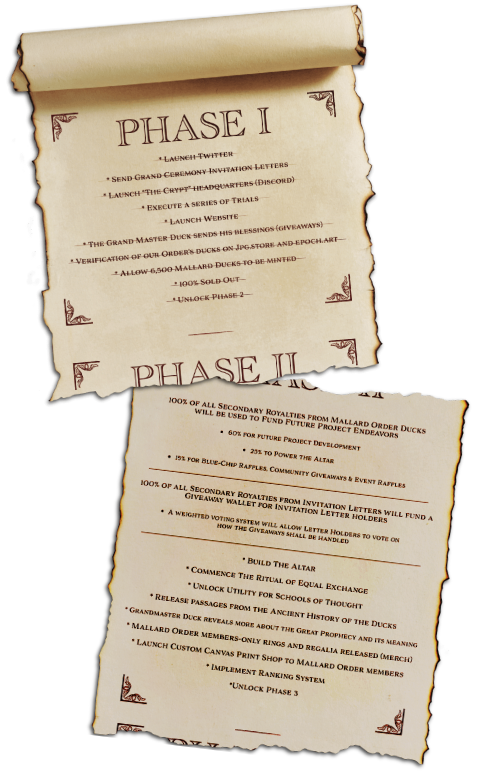 PHASE I
* Launch Twitter
* Send Grand Ceremony Invitation Letters
* Launch "The Crypt" Headquarters (Discord)
* Execute a series of Trials
* Launch Website
* The Grand Master Duck sends his blessings (giveaways)
* Verification of our Order's ducks on Jpg.store and epoch.art
* Allow 6,500 Mallard Ducks to be minted
* 100% Sold Out
* Unlock Phase 2
PHASE II
100% of all Secondary Royalties from Mallard Order Ducks
will be used to Fund Future Project Endeavors
• 60% for future Project Development
• 25% to Power the Altar
• 15% for Blue-Chip Raffles, Community Giveaways & Event Raffles
100% of all Secondary Royalties from Invitation Letters will fund a
Giveaway wallet for Invitation Letter holders
• A weighted voting system will allow Letter Holders to vote on
how the Giveaways shall be handled
* Build The Altar
* Commence The Ritual of Equal Exchange
* Unlock Utility for Schools of Thought
* Release passages from the Ancient History of the Ducks
* Grandmaster Duck reveals more about the Great Prophecy and its meaning
* Mallard Order members-only rings and regalia released (merch)
* Launch Custom Canvas Print Shop to Mallard Order members
* Implement Ranking System
*Unlock Phase 3